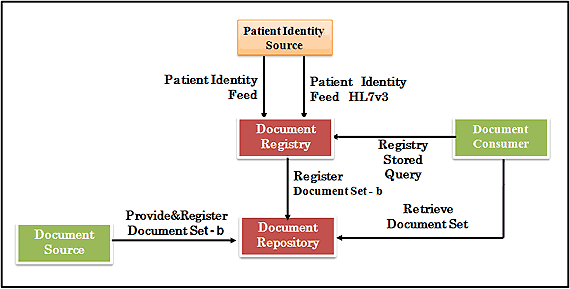 Patient Identity
Source
Patient Identity
Feed
Patient Identity
Feed HL7v3
Document
Registry
Document
Consumer
Registry
Stored
Query
Register
Document Set - b
Retrieve
Document Set
Provide&Register
Document Set - b
Document
Source
Document
Repository